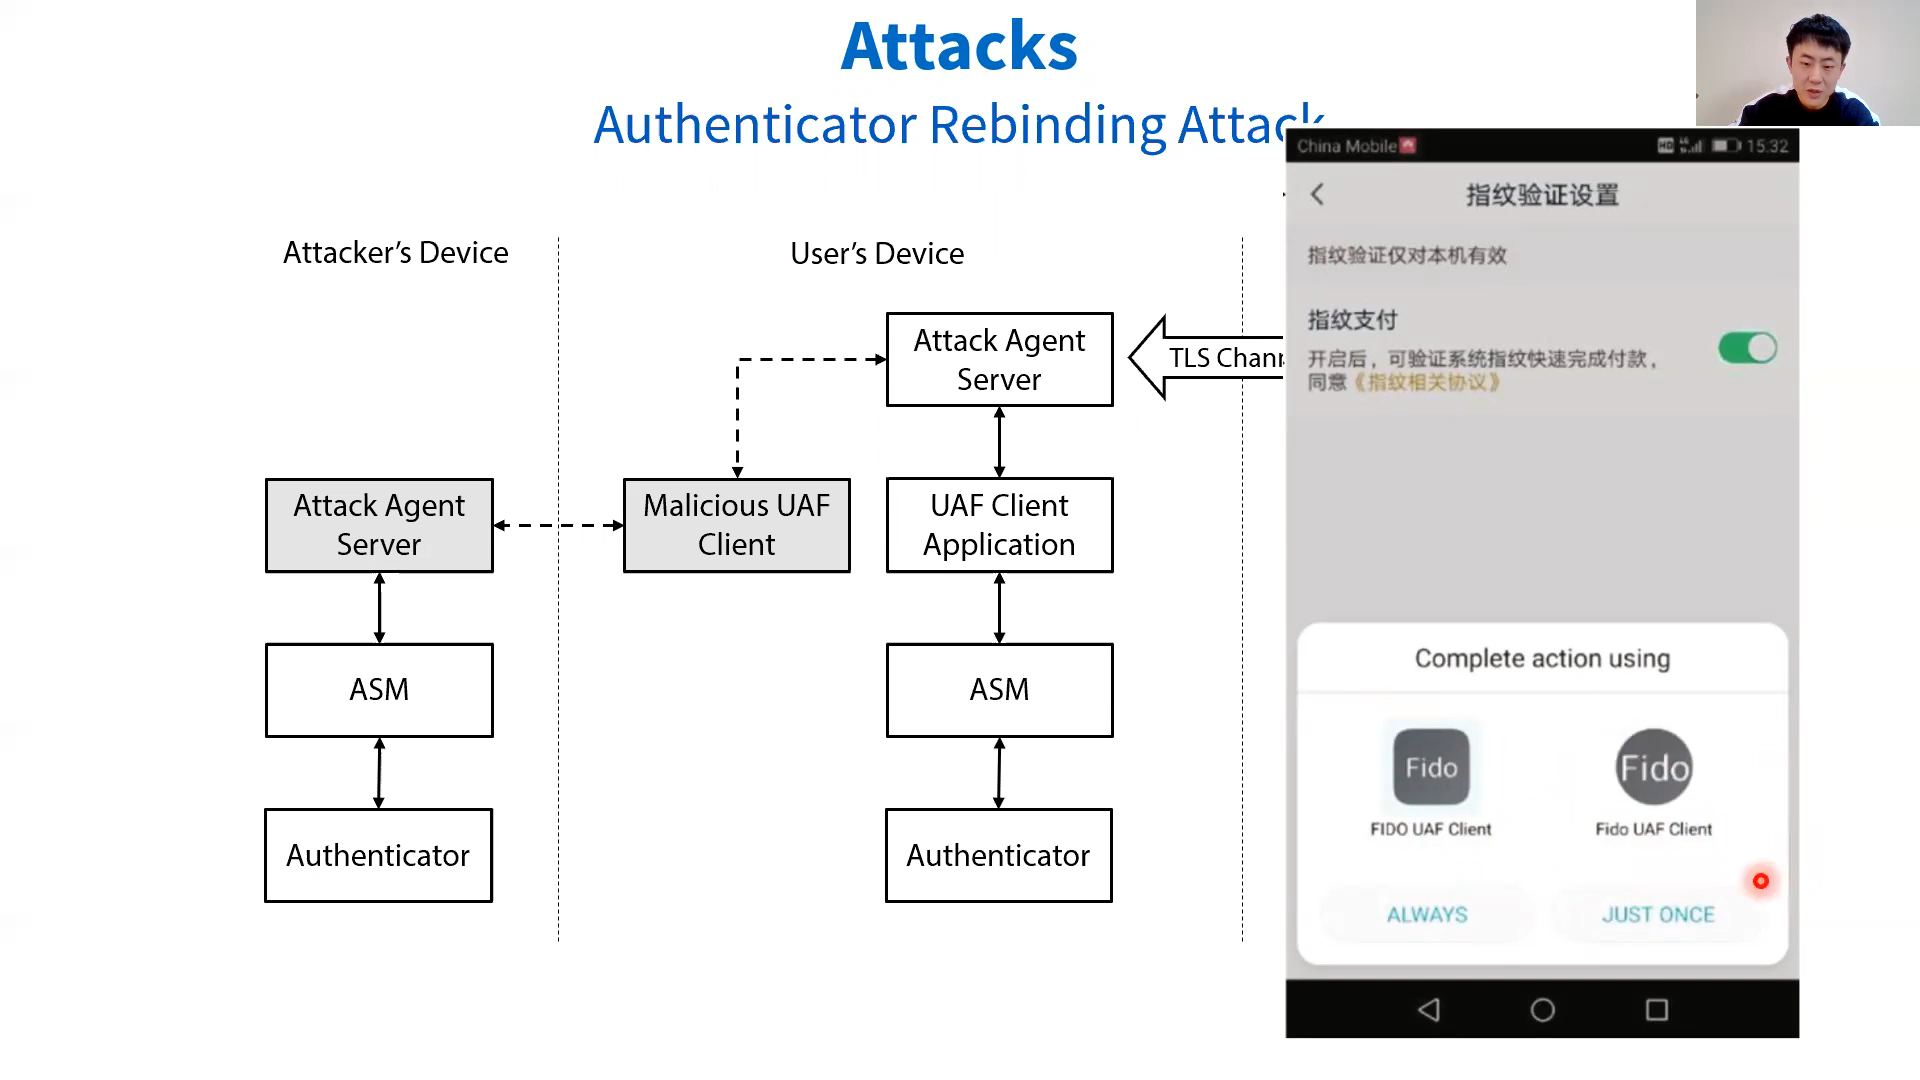 Attacks
Authenticator Rebinding Attack
Attacker's Device
User's Device
Attack Agent
Server
TLS Chann
Attack Agent
Server
Malicious UAF
Client
UAF Client
Application
ASM
ASM
Authenticator
Authenticator
China Mobile
HD
15:32
指纹验证设置
指纹验证仅对本机有效
指纹支付
开启后，可验证系统指纹快速完成付款，
同意《指纹相关协议》
Complete action using
Fido
Fido
FIDO UAF Client
Fido UAF Client
ALWAYS
JUST ONCE